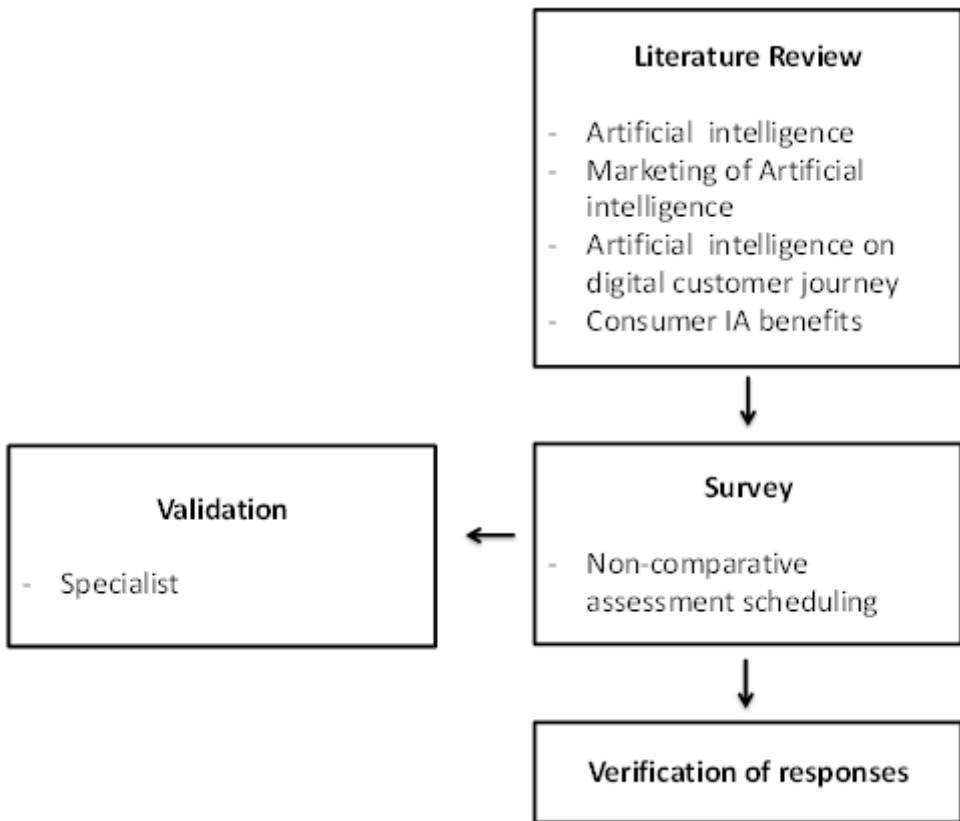 Literature Review
- Artificial intelligence
- Marketing of Artificial
intelligence
- Artificial intelligence on
digital customer journey
- Consumer IA benefits
Validation
- Specialist
Survey
- Non-comparative
assessment scheduling
Verification of responses